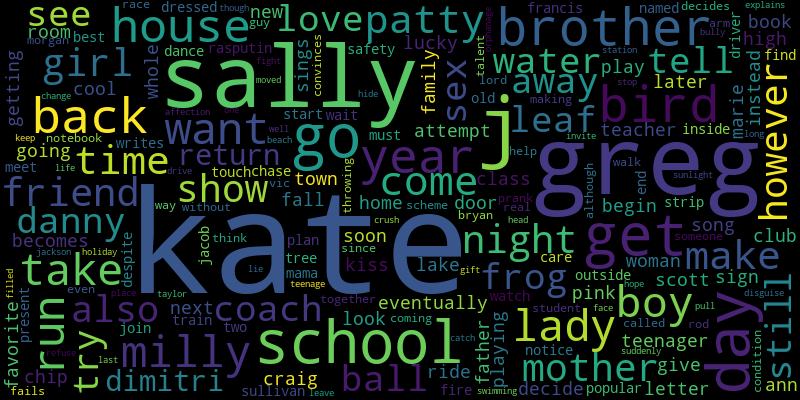 kate
greg
sally
school
j
go
bird
get
day
lady
boy
brother
house
love
patty
tell
water
away
girl
see
back
want
time
year
come
night
frog
make
however
still
mother
friend
danny
take
show
return
also
coach
milly
dimitri
run
try
ball
leaf
sex
attempt
teacher
play
later
instead
book
high
find
driver
francis
decides
race
dressed
guy
new
room
best
named
arm
morgan
though
rasputin
lucky
safety
talent
dance
sings
convinces
family
whole
getting
cool
bully
station
lord
old
fight
moved
hide
knowledge
explains
change
affection
one
start
wait
making
stop
marie
inside
keep
notebook
well
must
invite
long
going
writes
beach
class
help
walk
meet
life
drive
touch
chase
town
home
door
prank
real
although
end
begin
strip
sunlight
vic
fall
throwing
scheme
bryan
head
song
someone
club
becomes
way
without
jacob
think
plan
soon
crush
since
care
woman
scott
sign
despite
tree
kiss
lake
outside
disguise
jackson
holiday
lie
mama
gift
pink
hope
teenage
together
eventually
watch
student
face
pull
filled
even
place
taylor
next
look
coming
father
playing
rod
called
teenager
favorite
present
join
train
two
notice
suddenly
condition
refuse
craig
ride
catch
decide
popular
give
letter
ann
chip
last
sullivan
fire
swimming
fails
leave